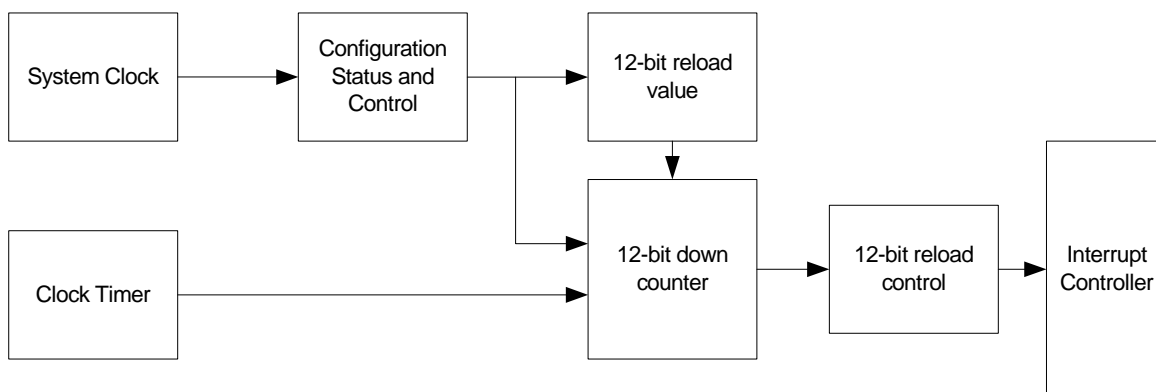 System Clock
Configuration
Status and
Control
12-bit reload
value
Clock Timer
12-bit down
counter
12-bit reload
control
Interrupt
Controller